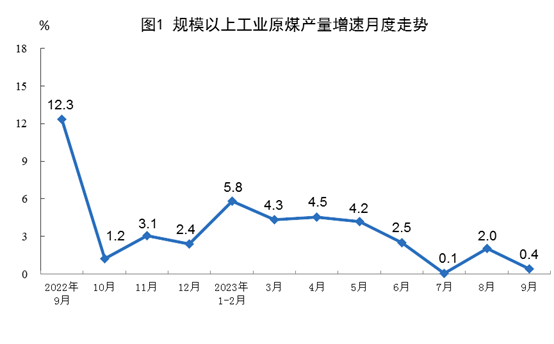 图1 规模以上工业原煤产量增速月度走势
%
18
15
12
9
6
3
0
12.3
1.2
3.1
2.4
5.8
4.3
4.5
4.2
2.5
0.1
2.0
0.4
2022年
9月
10月
11月
12月
2023年
1-2月
3月
4月
5月
6月
7月
8月
9月